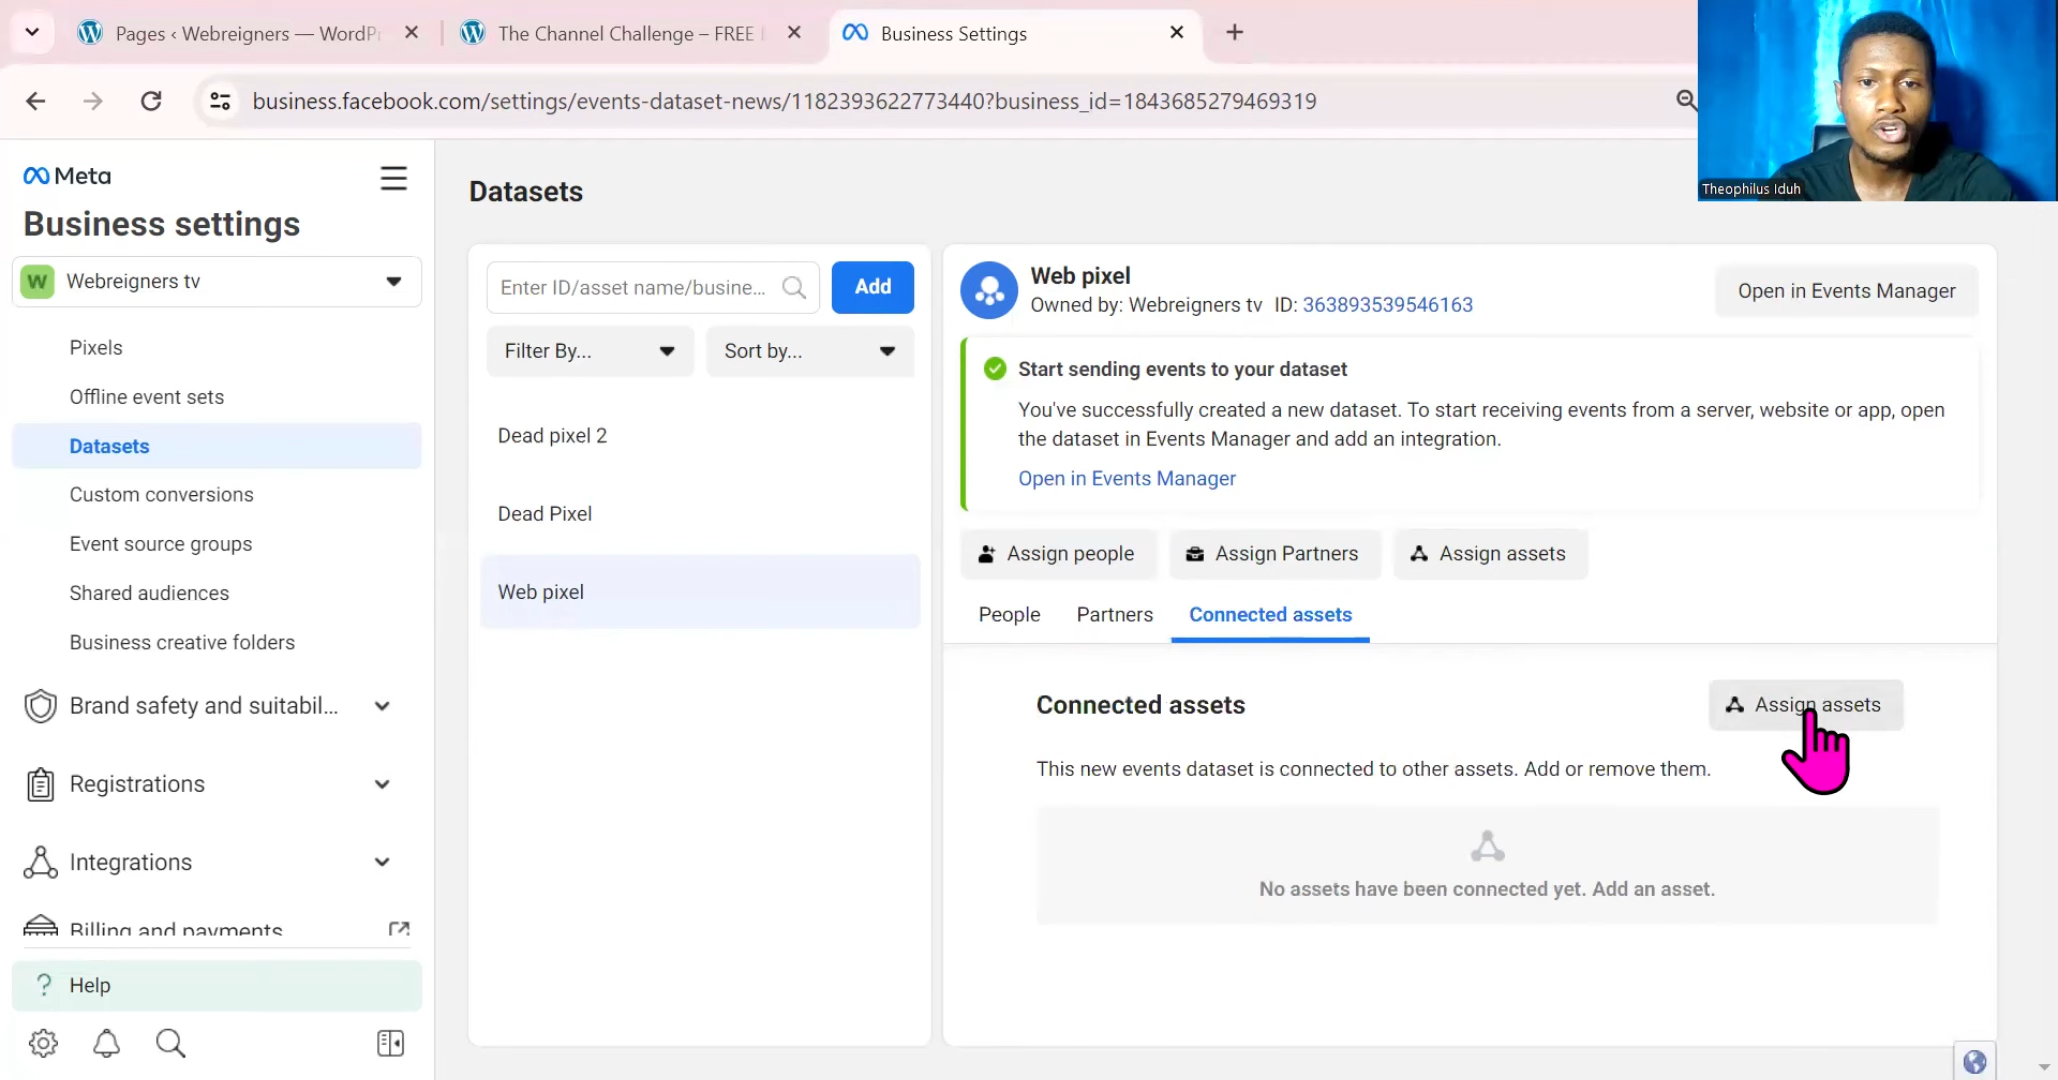 Pages ‹ Webreigners — WordPr
The Channel Challenge – FREE
Business Settings
business.facebook.com/settings/events-dataset-news/1182393622773440?business_id=1843685279469319
Theophilus Iduh
Meta
Business settings
W Webreigners tv
Pixels
Offline event sets
Datasets
Custom conversions
Event source groups
Shared audiences
Business creative folders
Brand safety and suitabil...
Registrations
Integrations
Billing and payments
? Help
Datasets
Enter ID/asset name/busine...
Add
Filter By...
Sort by...
Dead pixel 2
Dead Pixel
Web pixel
Web pixel
Owned by: Webreigners tv ID: 363893539546163
Open in Events Manager
Start sending events to your dataset
You've successfully created a new dataset. To start receiving events from a server, website or app, open
the dataset in Events Manager and add an integration.
Open in Events Manager
Assign people
Assign Partners
Assign assets
People
Partners
Connected assets
Connected assets
Assign assets
This new events dataset is connected to other assets. Add or remove them.
No assets have been connected yet. Add an asset.